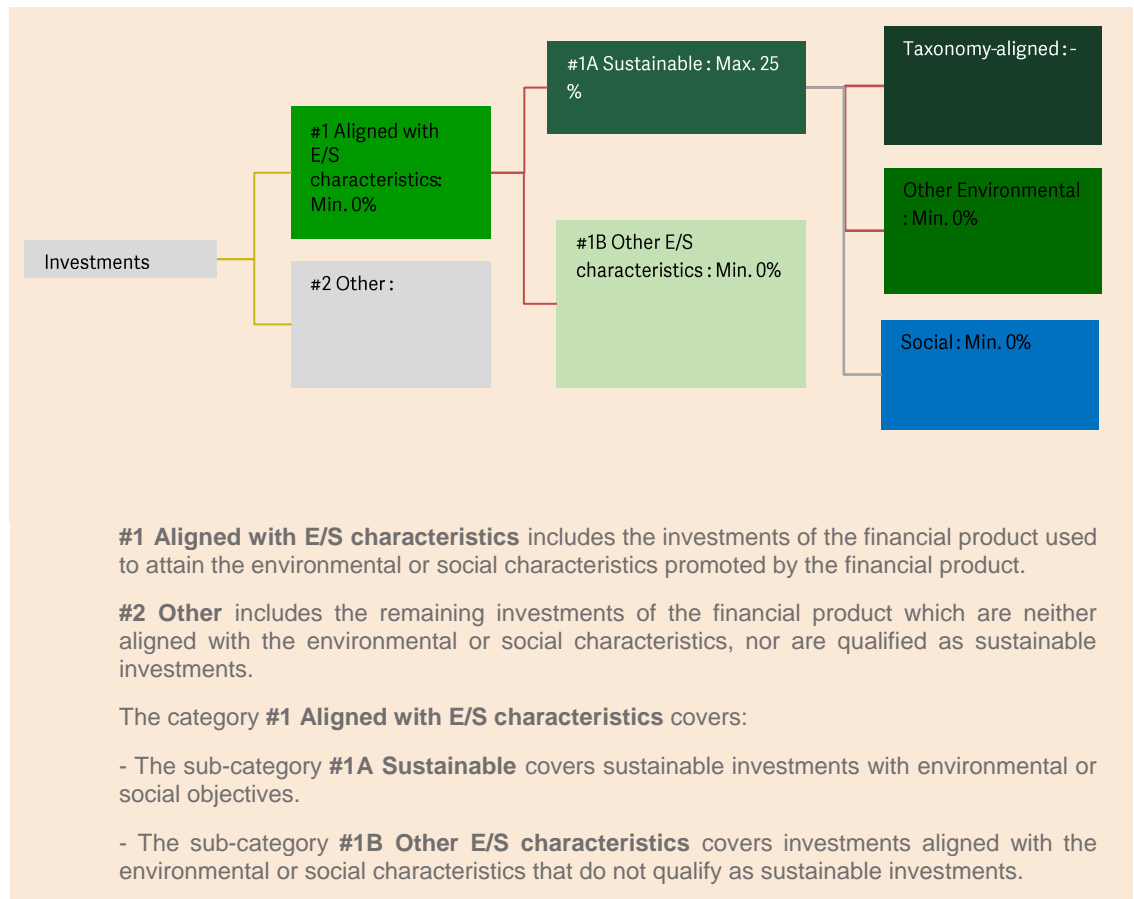 Investments
#1 Aligned with
E/S
characteristics:
Min. 0%
#2 Other :
#1A Sustainable : Max. 25
%
#1B Other E/S
characteristics : Min. 0%
Taxonomy-aligned : -
Other Environmental
: Min. 0%
Social : Min. 0%
#1 Aligned with E/S characteristics includes the investments of the financial product used
to attain the environmental or social characteristics promoted by the financial product.
#2 Other includes the remaining investments of the financial product which are neither
aligned with the environmental or social characteristics, nor are qualified as sustainable
investments.
The category #1 Aligned with E/S characteristics covers:
- The sub-category #1A Sustainable covers sustainable investments with environmental or
social objectives.
- The sub-category #1B Other E/S characteristics covers investments aligned with the
environmental or social characteristics that do not qualify as sustainable investments.